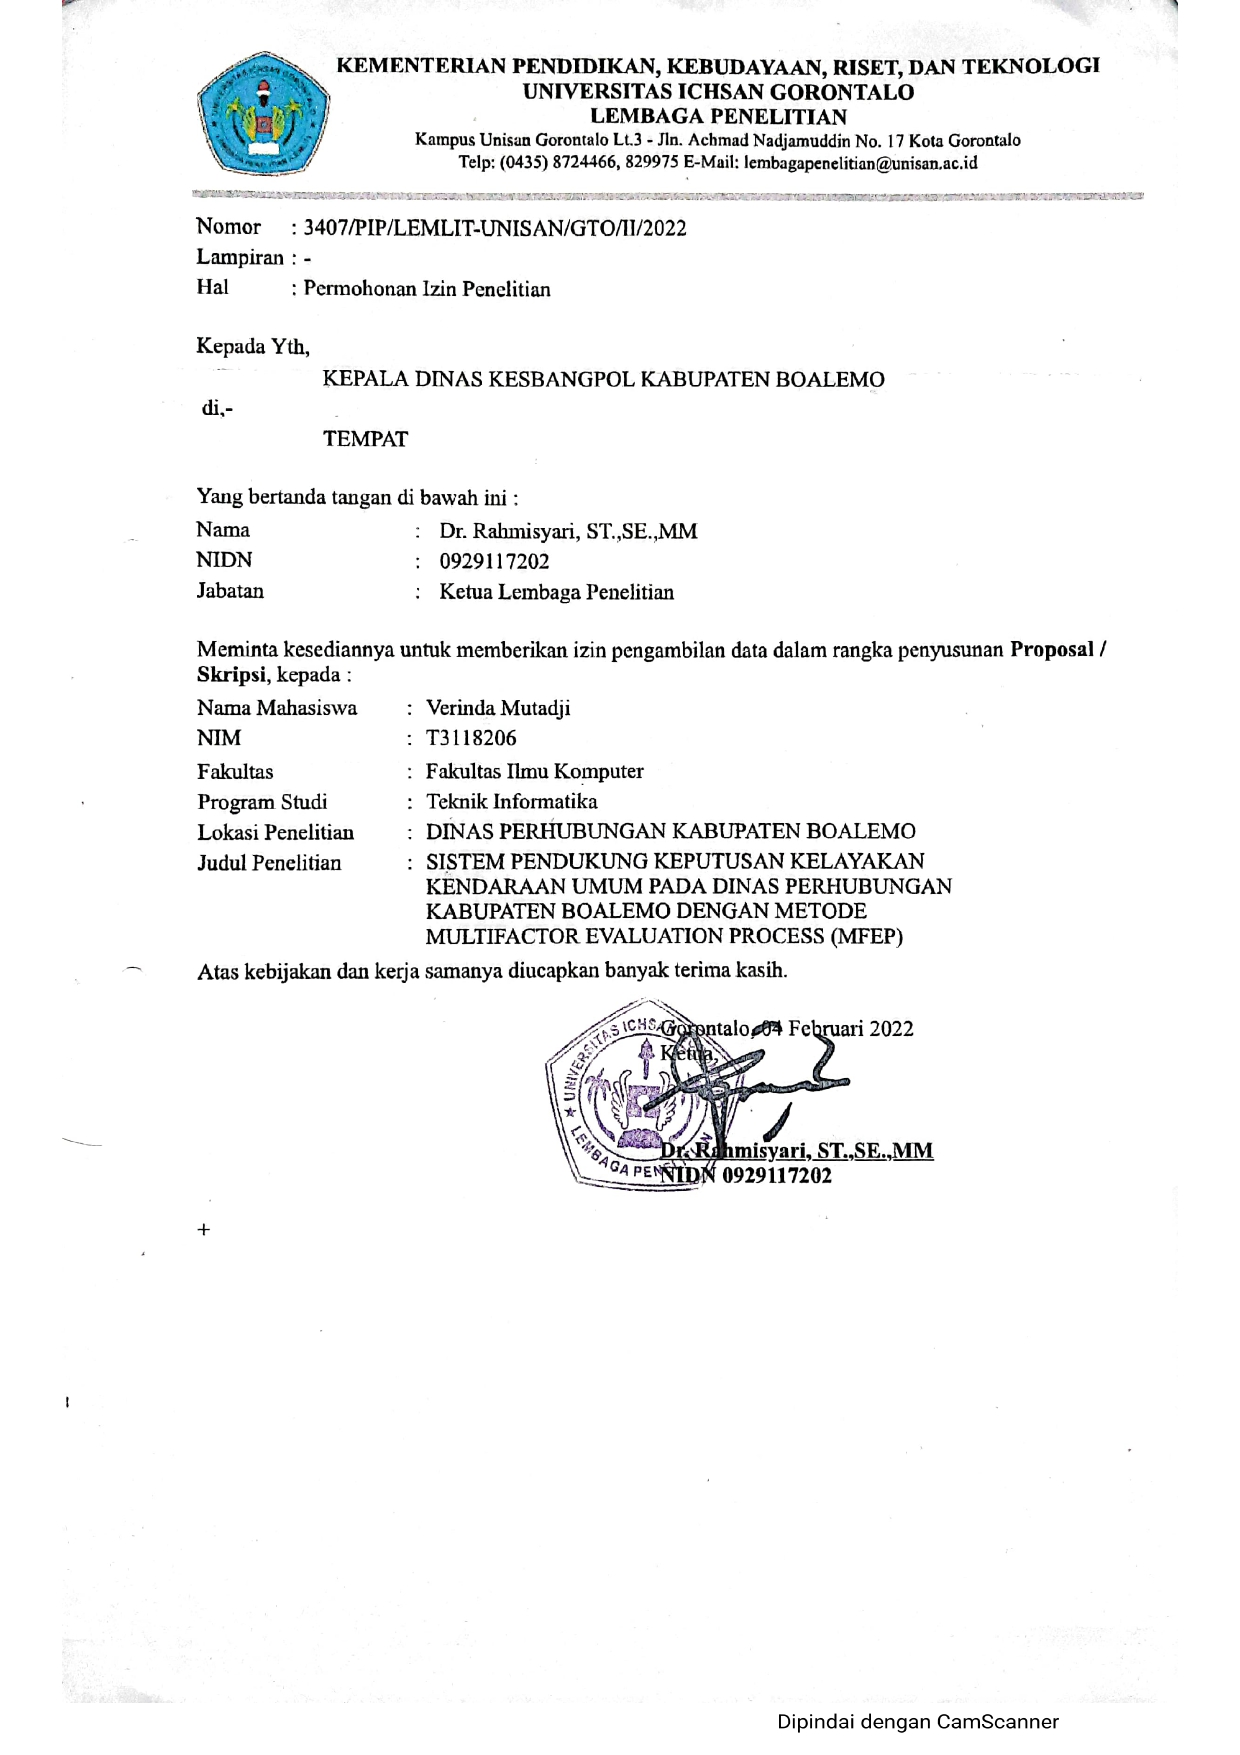 KEMENTERIAN PENDIDIKAN, KEBUDAYAAN, RISET, DAN TEKNOLOGI
UNIVERSITAS ICHSAN GORONTALO
LEMBAGA PENELITIAN
Kampus Unisan Gorontalo Lt.3 - Jln. Achmad Nadjamuddin No. 17 Kota Gorontalo
Telp: (0435) 8724466, 829975 E-Mail: lembagapenelitian@unisan.ac.id
Nomor : 3407/PIP/LEMLIT-UNISAN/GTO/II/2022
Lampiran : -
Hal : Permohonan Izin Penelitian
Kepada Yth,
KEPALA DINAS KESBANGPOL KABUPATEN BOALEMO
di,-
TEMPAT
Yang bertanda tangan di bawah ini :
Nama : Dr. Rahmisyari, ST.,SE.,MM
NIDN : 0929117202
Jabatan : Ketua Lembaga Penelitian
Meminta kesediannya untuk memberikan izin pengambilan data dalam rangka penyusunan Proposal /
Skripsi, kepada :
Nama Mahasiswa : Verinda Mutadji
NIM : T3118206
Fakultas : Fakultas Ilmu Komputer
Program Studi : Teknik Informatika
Lokasi Penelitian : DINAS PERHUBUNGAN KABUPATEN BOALEMO
Judul Penelitian : SISTEM PENDUKUNG KEPUTUSAN KELAYAKAN
KENDARAAN UMUM PADA DINAS PERHUBUNGAN
KABUPATEN BOALEMO DENGAN METODE
MULTIFACTOR EVALUATION PROCESS (MFEP)
Atas kebijakan dan kerja samanya diucapkan banyak terima kasih.
Gorontalo, 04 Februari 2022
Ketua,
Dr. Rahmisyari, ST.,SE.,MM
NIDN 0929117202
UNIVERSITAS ICHS
LEMBAGA PEN
+
Dipindai dengan CamScanner